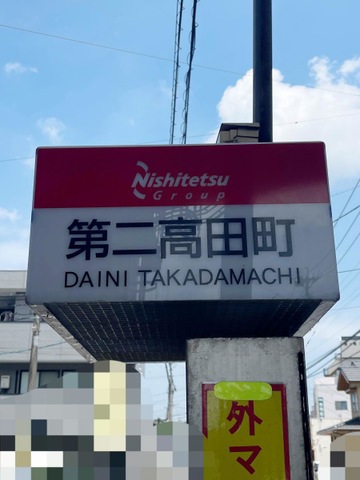 Nishitetsu
Group
第二高田町
DAINI TAKADAMACHI
外マ